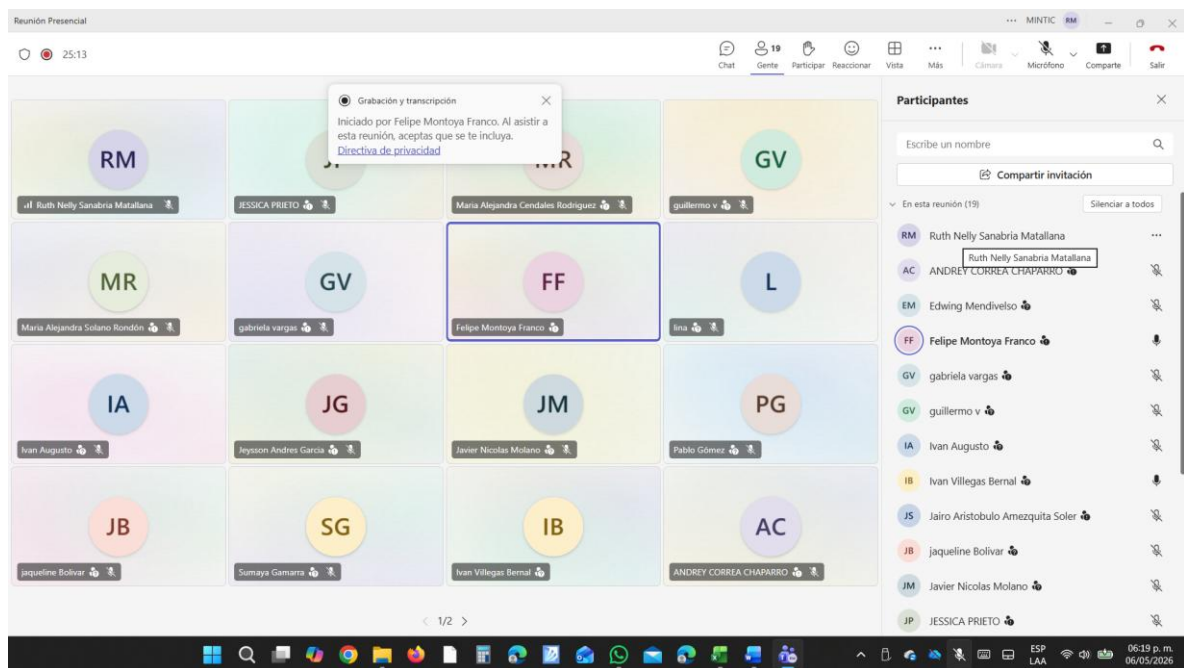 Reunión Presencial
··· MINTIC RM
25:13
19
Chat Gente Participar Reaccionar Vista Más Cámara Micrófono Comparte Salir
Grabación y transcripción
Iniciado por Felipe Montoya Franco. Al asistir a
esta reunión, aceptas que se te incluya.
Directiva de privacidad
RM
MR
GV
Ruth Nelly Sanabria Matallana
JESSICA PRIETO
Maria Alejandra Cendales Rodriguez
guillermo v
MR
GV
FF
L
Maria Alejandra Solano Rondón
gabriela vargas
Felipe Montoya Franco
lina
IA
JG
JM
PG
Ivan Augusto
Jeysson Andres Garcia
Javier Nicolas Molano
Pablo Gómez
JB
SG
IB
AC
jaqueline Bolivar
Sumaya Gamarra
Ivan Villegas Bernal
ANDREY CORREA CHAPARRO
1/2
Participantes
Escribe un nombre
Compartir invitación
En esta reunión (19)
Silenciar a todos
RM Ruth Nelly Sanabria Matallana
Ruth Nelly Sanabria Matallana
AC ANDREY CORREA CHAPARRO
EM Edwing Mendivelso
FF Felipe Montoya Franco
GV gabriela vargas
GV guillermo v
IA Ivan Augusto
IB Ivan Villegas Bernal
JS Jairo Aristobulo Amezquita Soler
JB jaqueline Bolivar
JM Javier Nicolas Molano
JP JESSICA PRIETO
ESP
LAA
06:19 p. m.
06/05/2026